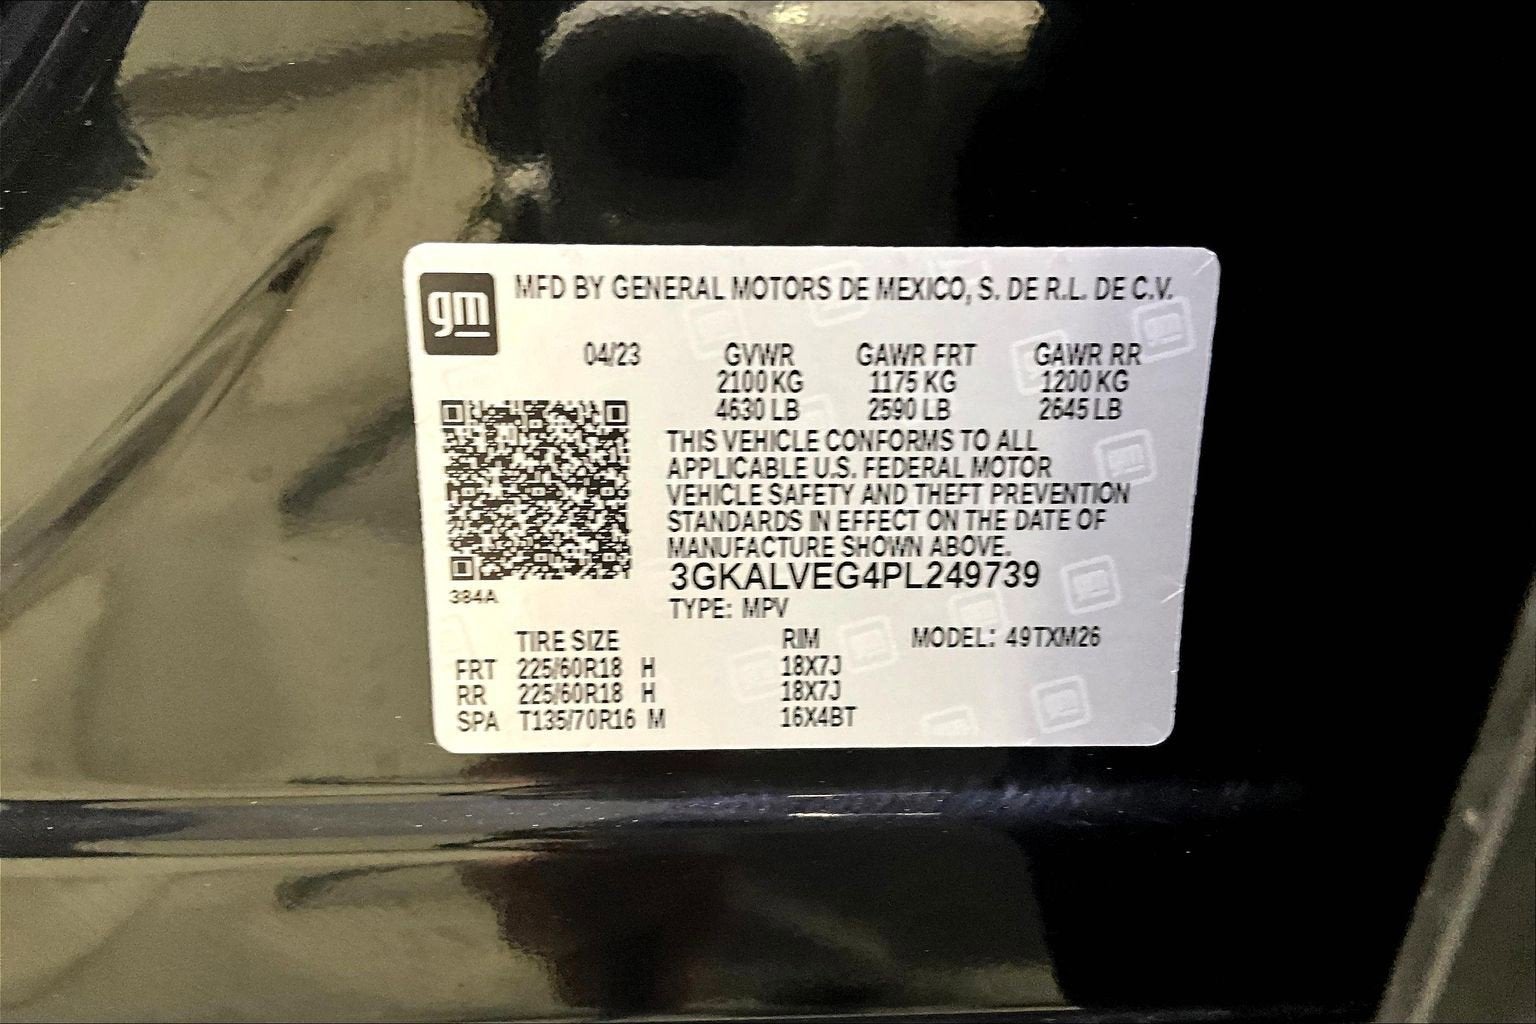 gm
MFD BY GENERAL MOTORS DE MEXICO, S. DE R.L. DE C.V.
04/23 GVWR GAWR FRT GAWR RR
2100 KG 1175 KG 1200 KG
4630 LB 2590 LB 2645 LB
THIS VEHICLE CONFORMS TO ALL
APPLICABLE U.S. FEDERAL MOTOR
VEHICLE SAFETY AND THEFT PREVENTION
STANDARDS IN EFFECT ON THE DATE OF
MANUFACTURE SHOWN ABOVE.
3GKALVEG4PL249739
384A
TYPE: MPV
TIRE SIZE RIM MODEL: 49TXM26
FRT 225/60R18 H 18X7J
RR 225/60R18 H 18X7J
SPA T135/70R16 M 16X4BT